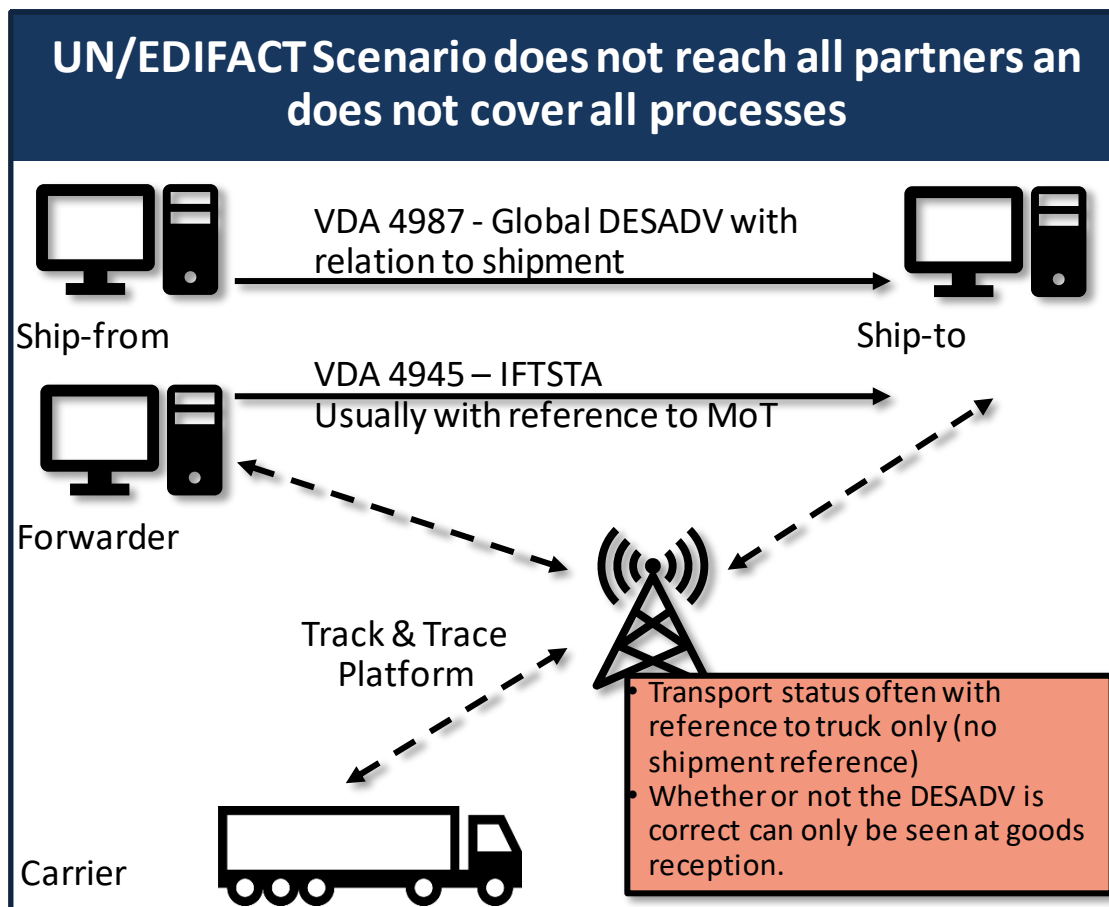 UN/EDIFACT Scenario does not reach all partners an
does not cover all processes
VDA 4987 - Global DESADV with
relation to shipment
Ship-from
Ship-to
VDA 4945 – IFTSTA
Usually with reference to MoT
Forwarder
Track & Trace
Platform
• Transport status often with
reference to truck only (no
shipment reference)
• Whether or not the DESADV is
correct can only be seen at goods
reception.
Carrier